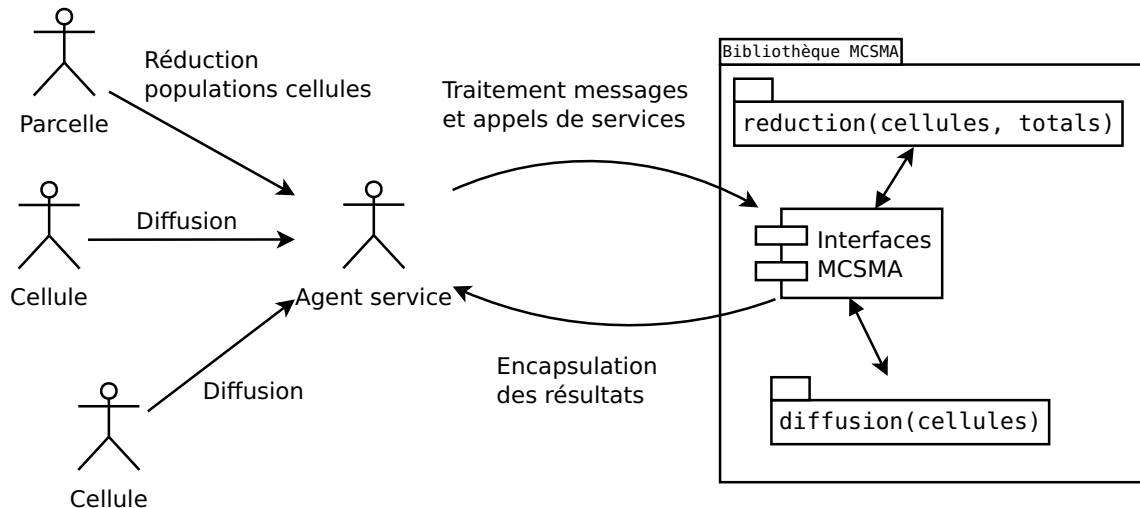 Réduction
populations cellules
Parcelle
Diffusion
Cellule
Diffusion
Cellule
Agent service
Traitement messages
et appels de services
Encapsulation
des résultats
Bibliothèque MCSMA
reduction(cellules, totals)
Interfaces
MCSMA
diffusion(cellules)